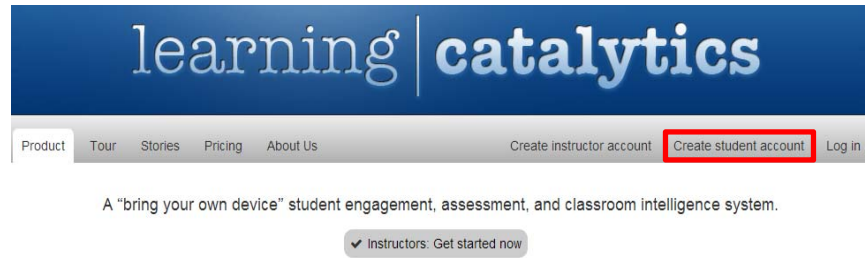 learning catalytics
Product Tour Stories Pricing About Us Create instructor account Create student account Log in
A “bring your own device” student engagement, assessment, and classroom intelligence system.
✔ Instructors: Get started now